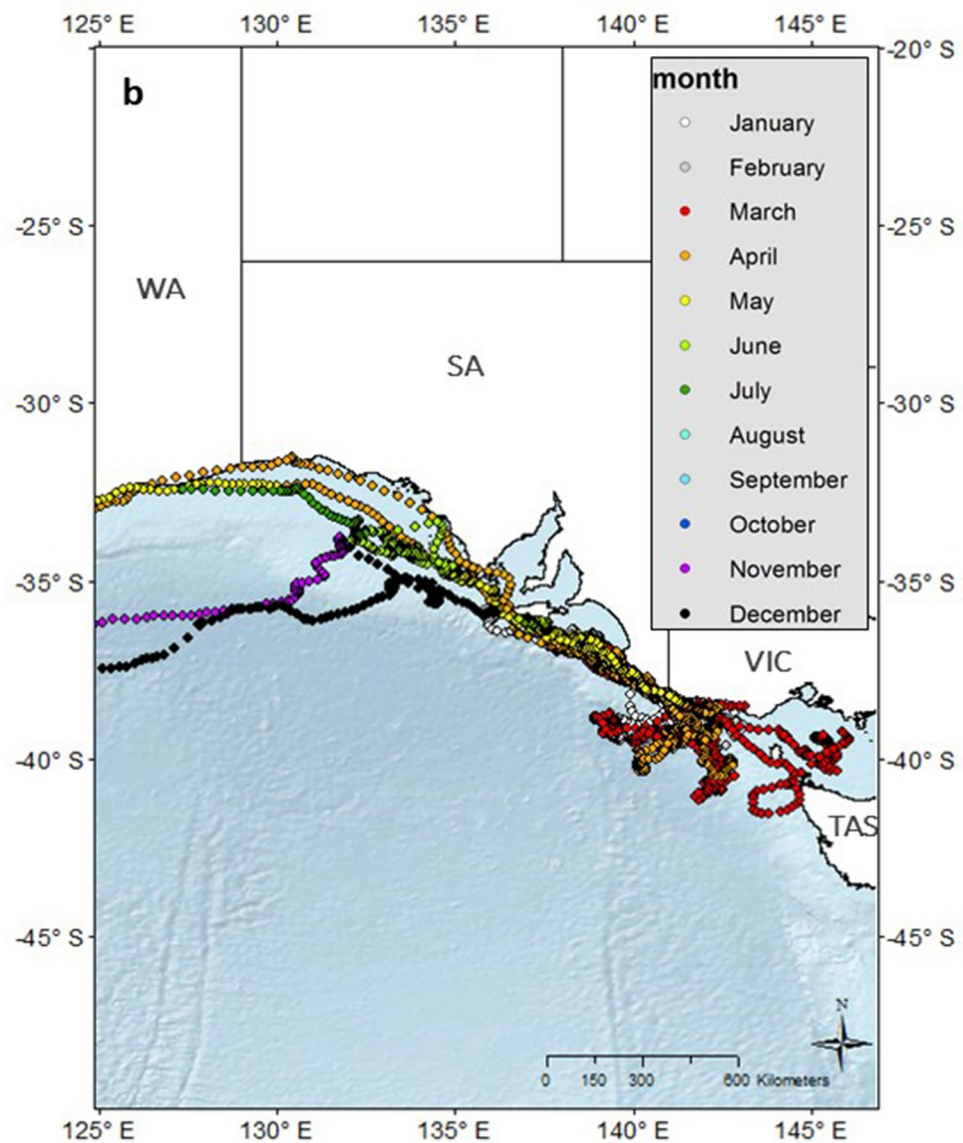 125° E 130° E 135° E 140° E 145° E
b
month
January
February
March
April
May
June
July
August
September
October
November
December
-20° S
-25° S -25° S
WA
SA
-30° S -30° S
-35° S -35° S
VIC
-40° S -40° S
TAS
-45° S -45° S
N
0 150 300 600 Kilometers
125° E 130° E 135° E 140° E 145° E